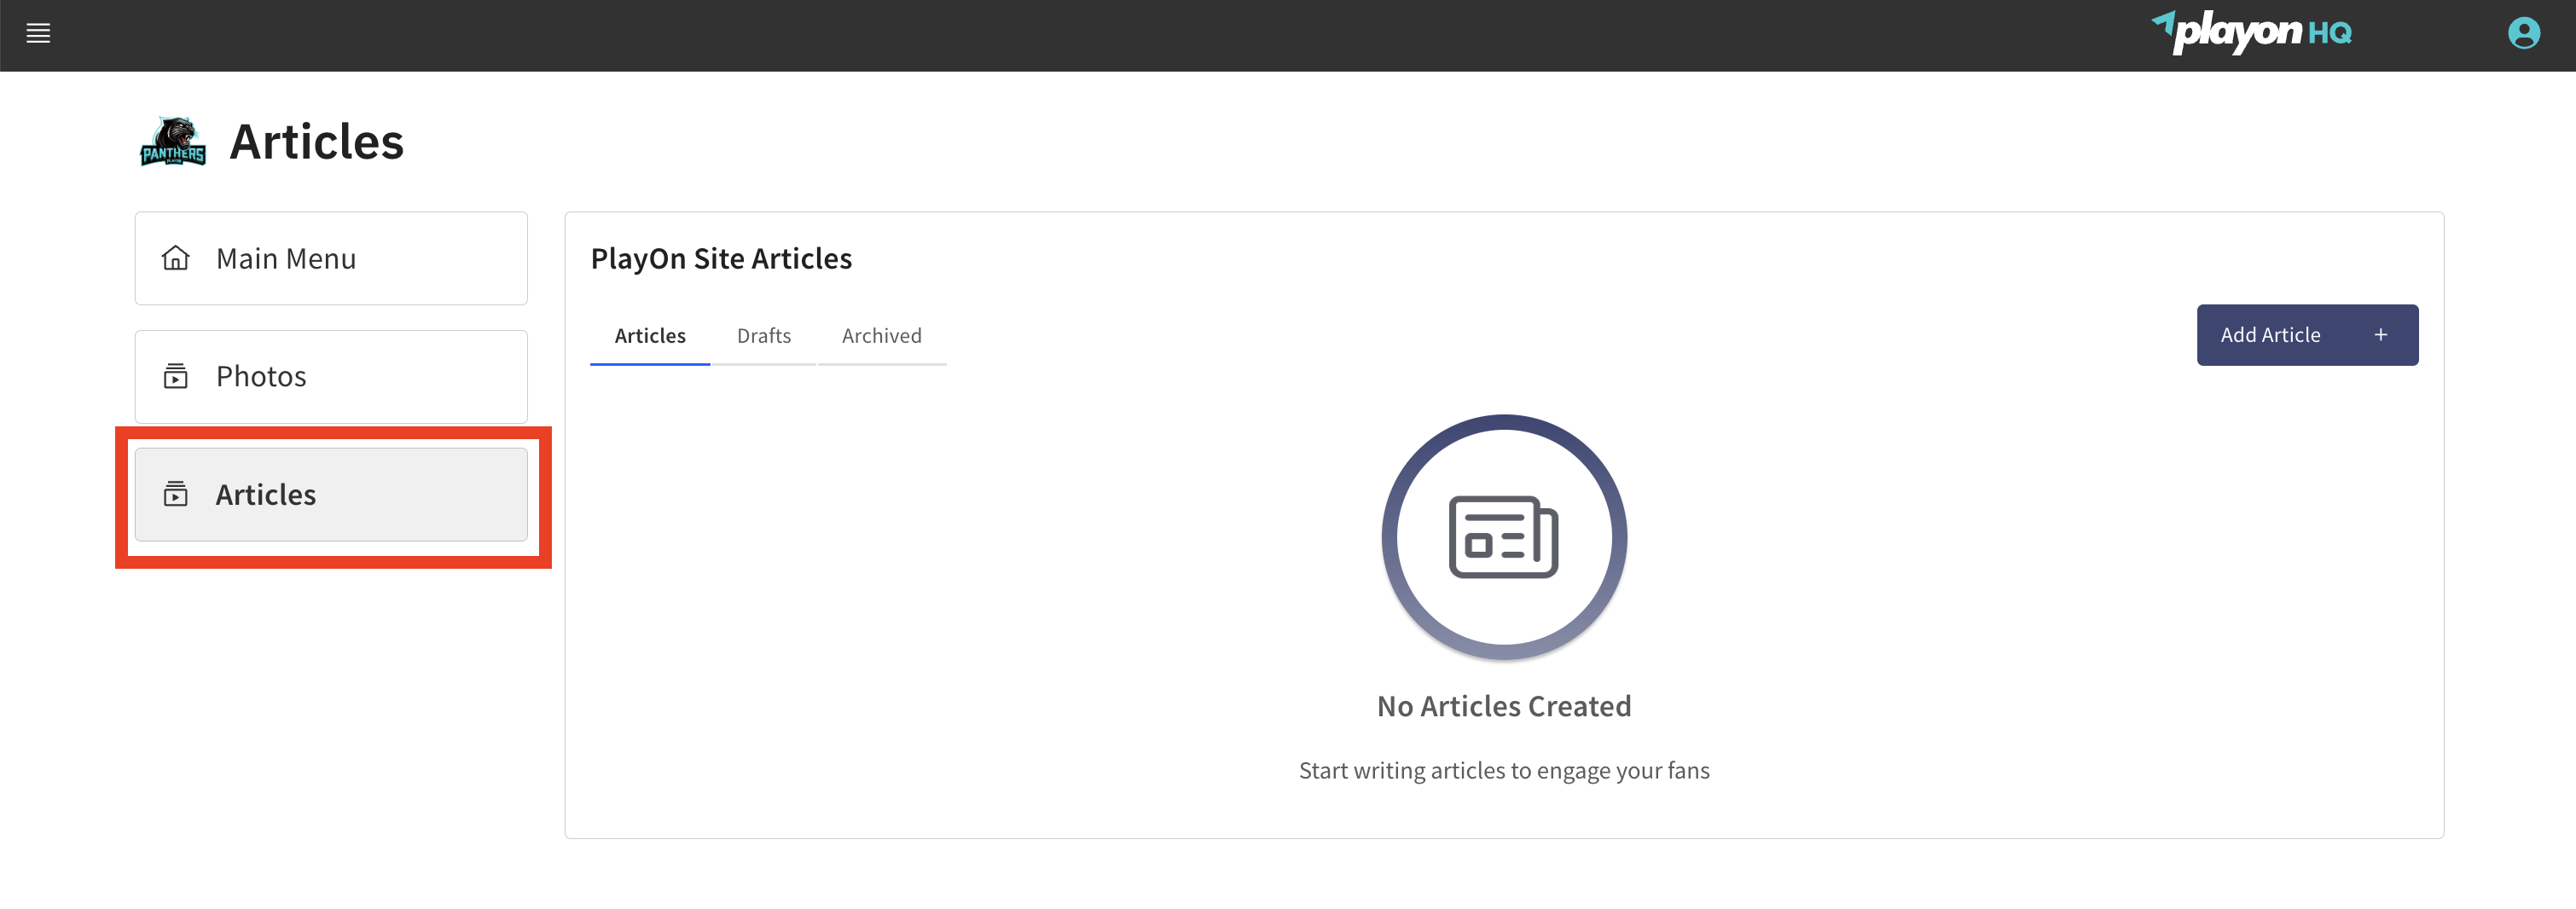 playon HQ
PANTHERS
Articles
Main Menu
Photos
Articles
PlayOn Site Articles
Articles Drafts Archived
Add Article +
No Articles Created
Start writing articles to engage your fans